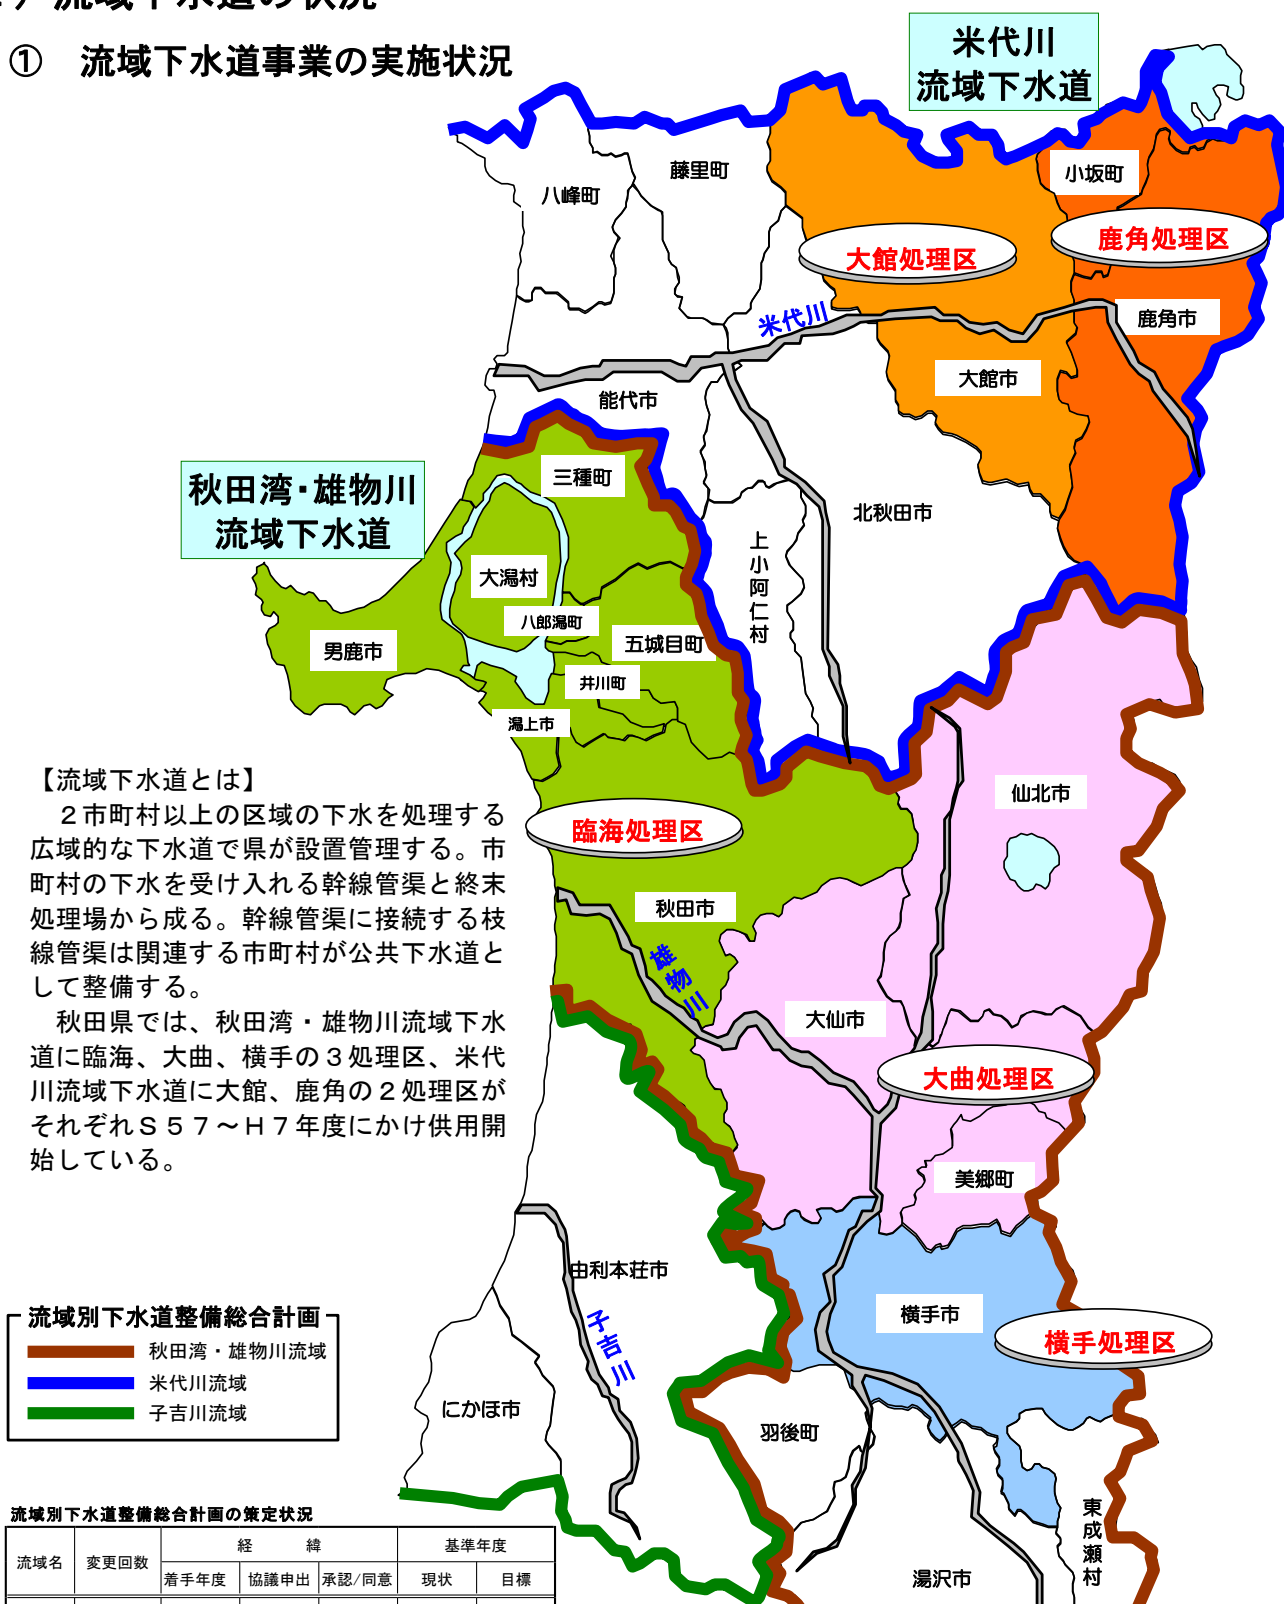 流域下水道の状況
① 流域下水道事業の実施状況
米代川
流域下水道
八峰町
藤里町
小坂町
大館処理区
鹿角処理区
米代川
鹿角市
大館市
能代市
秋田湾・雄物川
流域下水道
三種町
北秋田市
上小阿仁村
大潟村
八郎潟町
五城目町
男鹿市
井川町
潟上市
【流域下水道とは】
２市町村以上の区域の下水を処理する
広域的な下水道で県が設置管理する。市
町村の下水を受け入れる幹線管渠と終末
処理場から成る。幹線管渠に接続する枝
線管渠は関連する市町村が公共下水道と
して整備する。
秋田県では、秋田湾・雄物川流域下水
道に臨海、大曲、横手の３処理区、米代
川流域下水道に大館、鹿角の２処理区が
それぞれＳ５７～Ｈ７年度にかけ供用開
始している。
仙北市
臨海処理区
秋田市
雄物川
大仙市
大曲処理区
美郷町
由利本荘市
子吉川
横手市
横手処理区
にかほ市
羽後町
東成瀬村
湯沢市
流域別下水道整備総合計画
秋田湾・雄物川流域
米代川流域
子吉川流域
流域別下水道整備総合計画の策定状況
流域名 変更回数 経 緯 基準年度
着手年度 協議申出 承認/同意 現状 目標